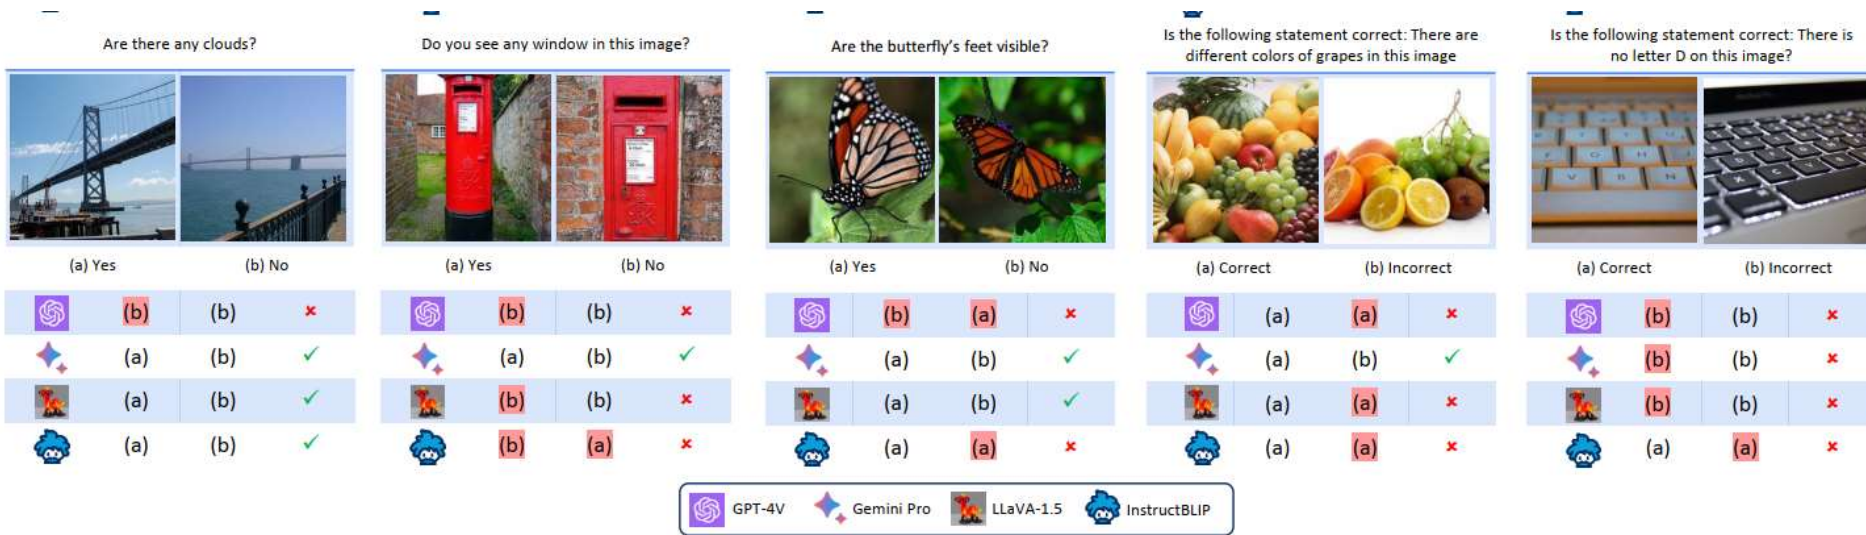 Are there any clouds?
(a) Yes (b) No
(b) (b) ✘
(a) (b) ✓
(a) (b) ✓
(a) (b) ✓
Do you see any window in this image?
(a) Yes (b) No
(b) (b) ✘
(a) (b) ✓
(b) (b) ✘
(b) (a) ✘
Are the butterfly's feet visible?
(a) Yes (b) No
(b) (a) ✘
(a) (b) ✓
(a) (b) ✓
(a) (a) ✘
Is the following statement correct: There are
different colors of grapes in this image
(a) Correct (b) Incorrect
(a) (a) ✘
(a) (b) ✓
(a) (a) ✘
(a) (a) ✘
Is the following statement correct: There is
no letter D on this image?
F G H J
V B N
(a) Correct (b) Incorrect
(b) (b) ✘
(b) (b) ✘
(b) (b) ✘
(a) (a) ✘
GPT-4V Gemini Pro LLaVA-1.5 InstructBLIP